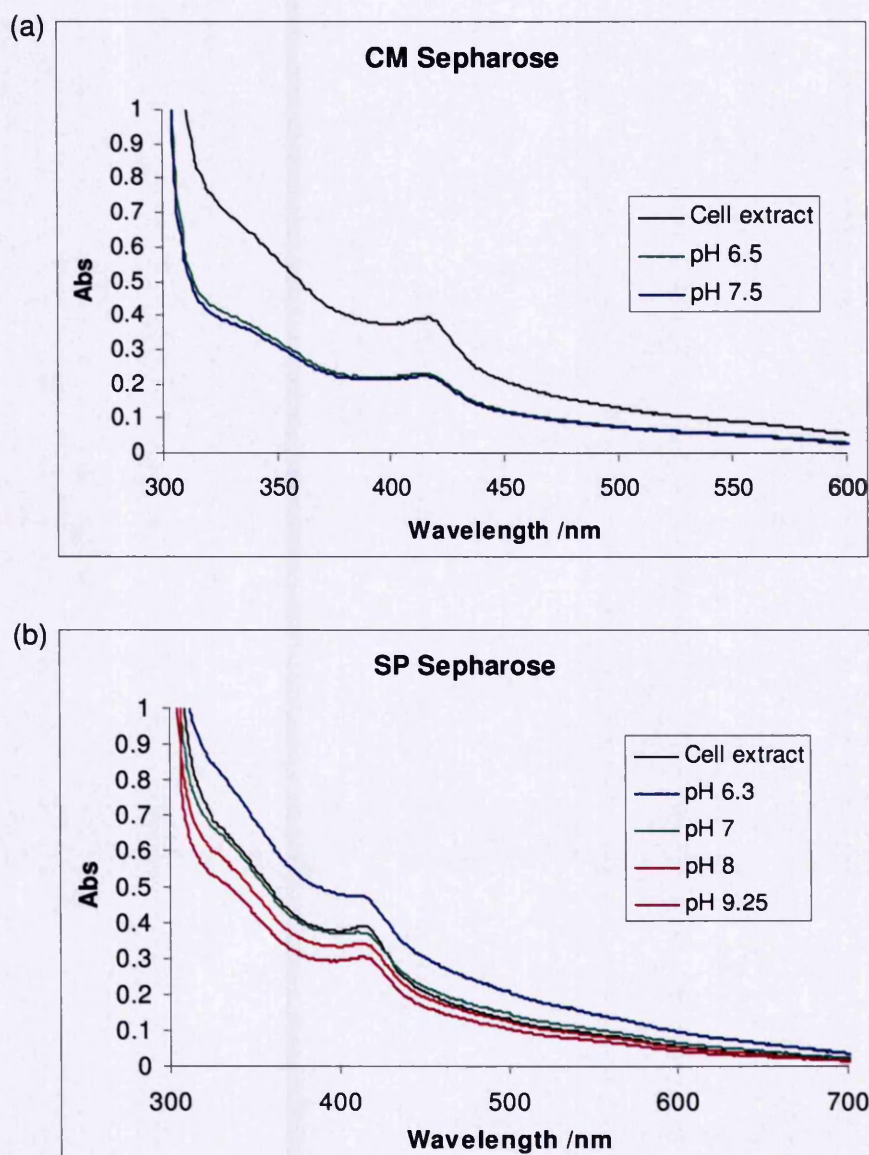 (a)
CM Sepharose
1
0.9
0.8
0.7
0.6
0.5
0.4
0.3
0.2
0.1
0
Abs
300 350 400 450 500 550 600
Wavelength /nm
Cell extract
pH 6.5
pH 7.5
(b)
SP Sepharose
1
0.9
0.8
0.7
0.6
0.5
0.4
0.3
0.2
0.1
0
Abs
300 400 500 600 700
Wavelength /nm
Cell extract
pH 6.3
pH 7
pH 8
pH 9.25